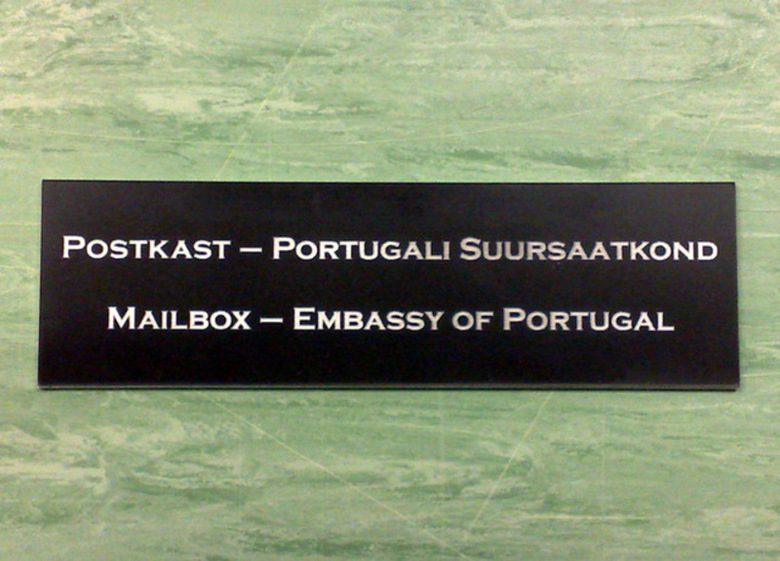 Postkast – Portugali Suursaatkond
Mailbox – Embassy of Portugal